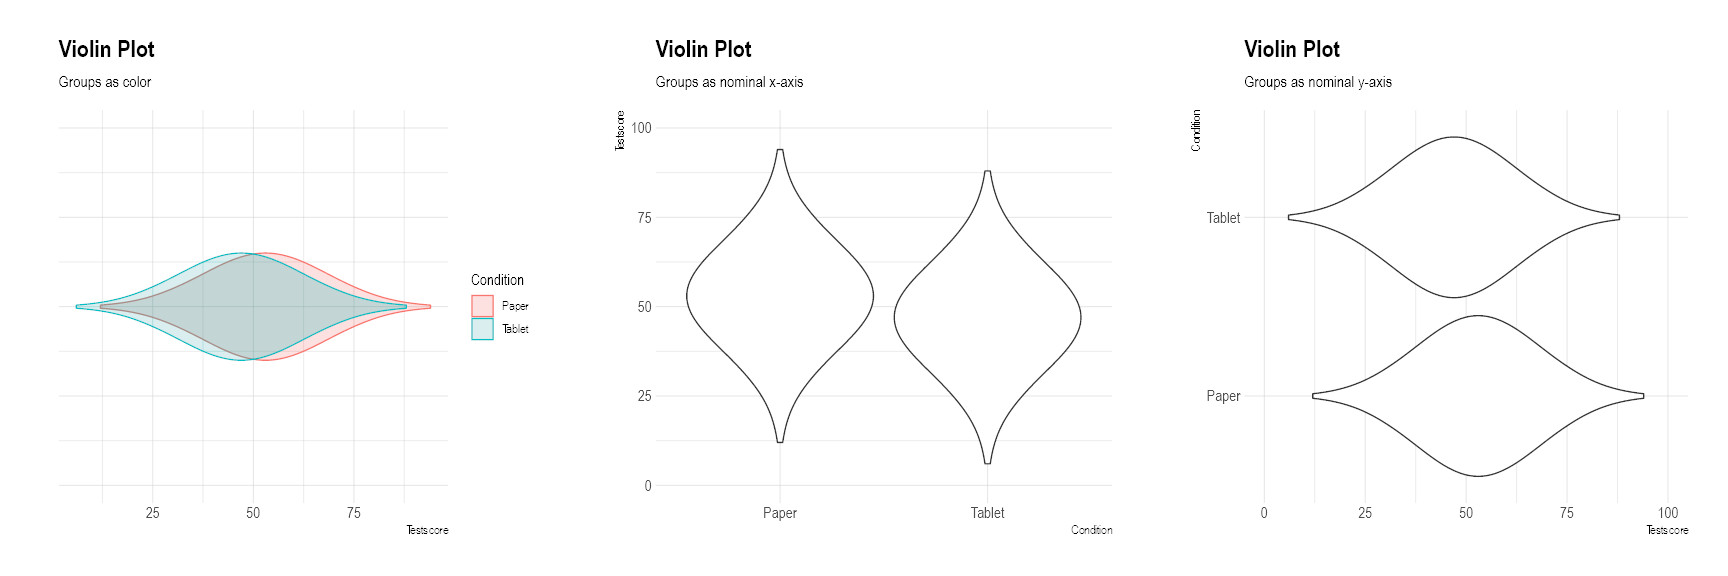 Violin Plot
Groups as color
25 50 75
Testscore
Condition
Paper
Tablet
Violin Plot
Groups as nominal x-axis
Testscore
100
75
50
25
0
Paper Tablet
Condition
Violin Plot
Groups as nominal y-axis
Condition
Tablet
Paper
0 25 50 75 100
Testscore